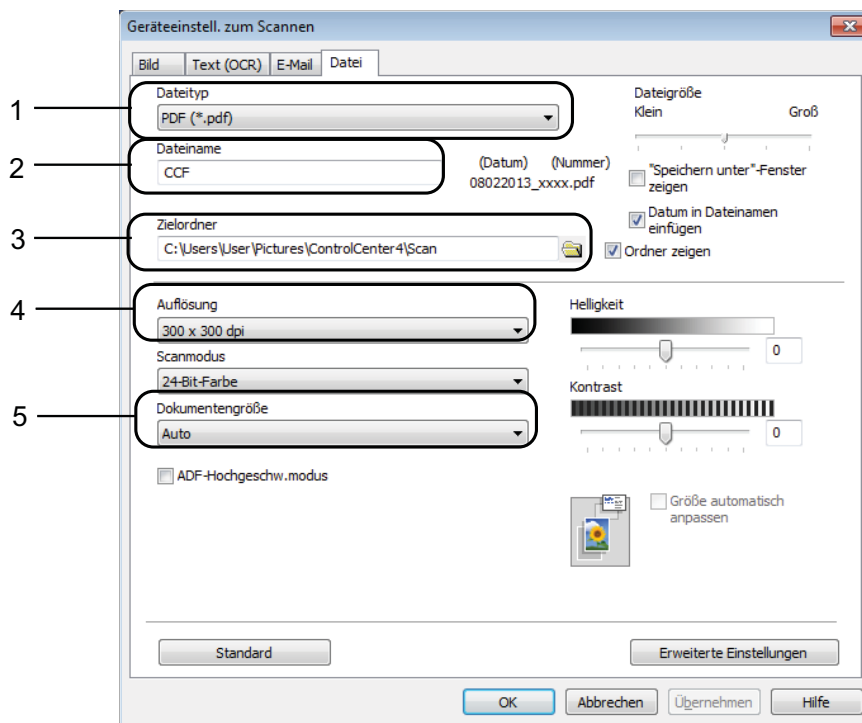 Geräteeinstell. zum Scannen
Bild Text (OCR) E-Mail Datei
1
Dateityp
PDF (*.pdf)
Dateigröße
Klein Groß
2
Dateiname
CCF
(Datum) (Nummer)
08022013_xxxx.pdf
"Speichern unter"-Fenster
zeigen
Datum in Dateinamen
einfügen
3
Zielordner
C:\Users\User\Pictures\ControlCenter4\Scan
Ordner zeigen
4
Auflösung
300 x 300 dpi
Scanmodus
24-Bit-Farbe
5
Dokumentengröße
Auto
ADF-Hochgeschw.modus
Helligkeit
0
Kontrast
0
Größe automatisch
anpassen
Standard
Erweiterte Einstellungen
OK Abbrechen Übernehmen Hilfe